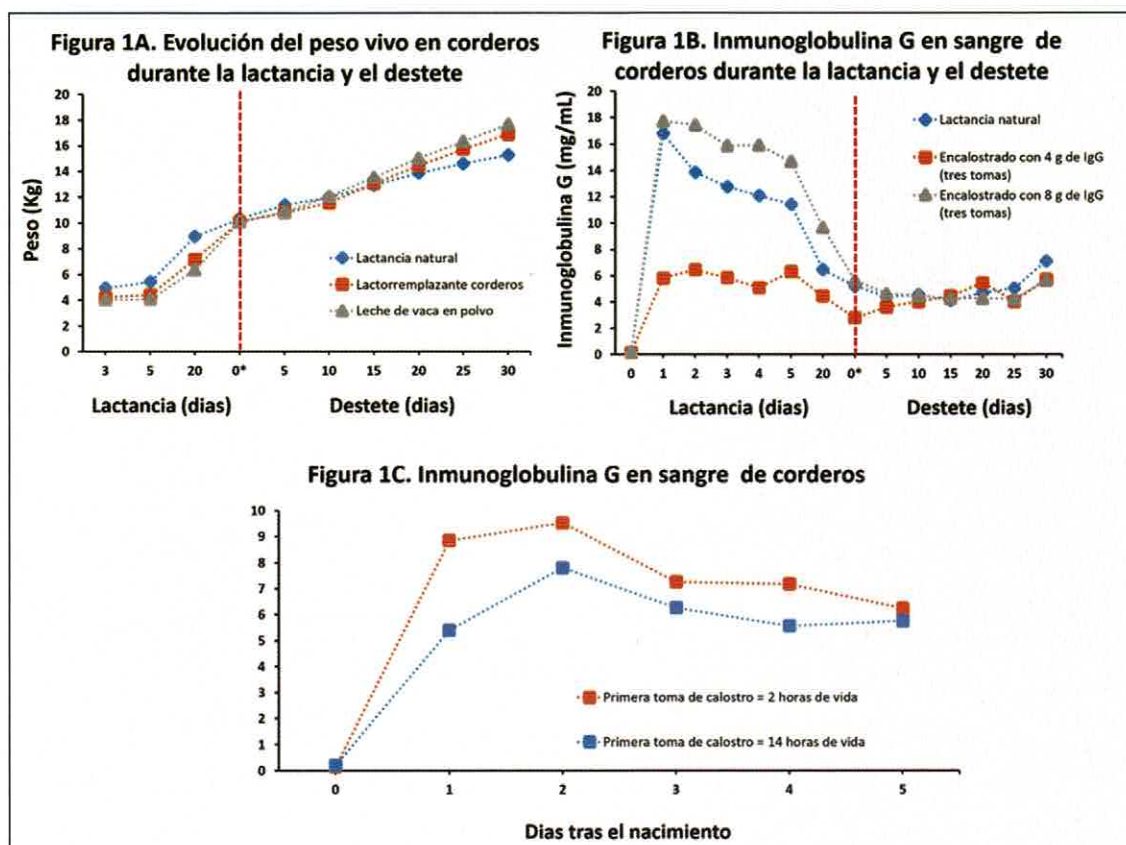 Figura 1A. Evolución del peso vivo en corderos
durante la lactancia y el destete
20
18
16
14
12
10
8
6
4
2
0
Peso (Kg)
Lactancia natural
Lactorremplazante corderos
Leche de vaca en polvo
3 5 20 0* 5 10 15 20 25 30
Lactancia (dias) Destete (dias)
Figura 1B. Inmunoglobulina G en sangre de
corderos durante la lactancia y el destete
20
18
16
14
12
10
8
6
4
2
0
Inmunoglobulina G (mg/mL)
Lactancia natural
Encalostrado con 4 g de IgG
(tres tomas)
Encalostrado con 8 g de IgG
(tres tomas)
0 1 2 3 4 5 20 0* 5 10 15 20 25 30
Lactancia (dias) Destete (dias)
Figura 1C. Inmunoglobulina G en sangre de corderos
10
9
8
7
6
5
4
3
2
1
0
Primera toma de calostro = 2 horas de vida
Primera toma de calostro = 14 horas de vida
0 1 2 3 4 5
Dias tras el nacimiento